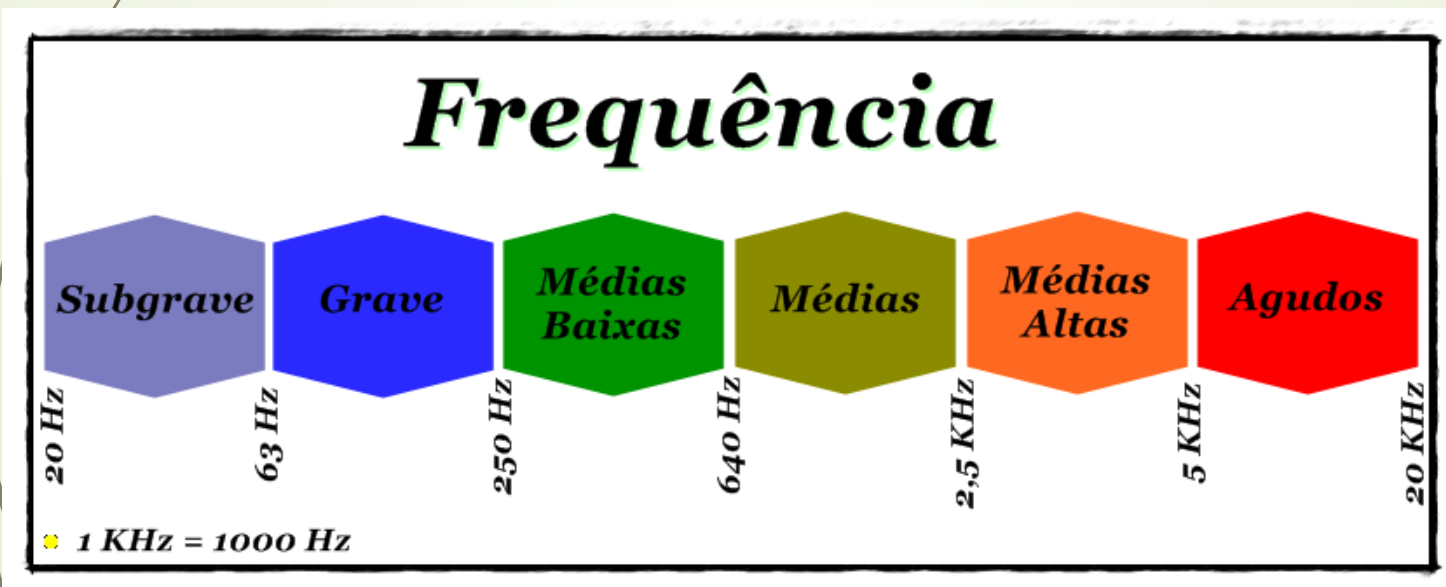 Frequência
Subgrave
Grave
Médias
Baixas
Médias
Médias
Altas
Agudos
20 Hz
63 Hz
250 Hz
640 Hz
2,5 KHz
5 KHz
20 KHz
1 KHz = 1000 Hz